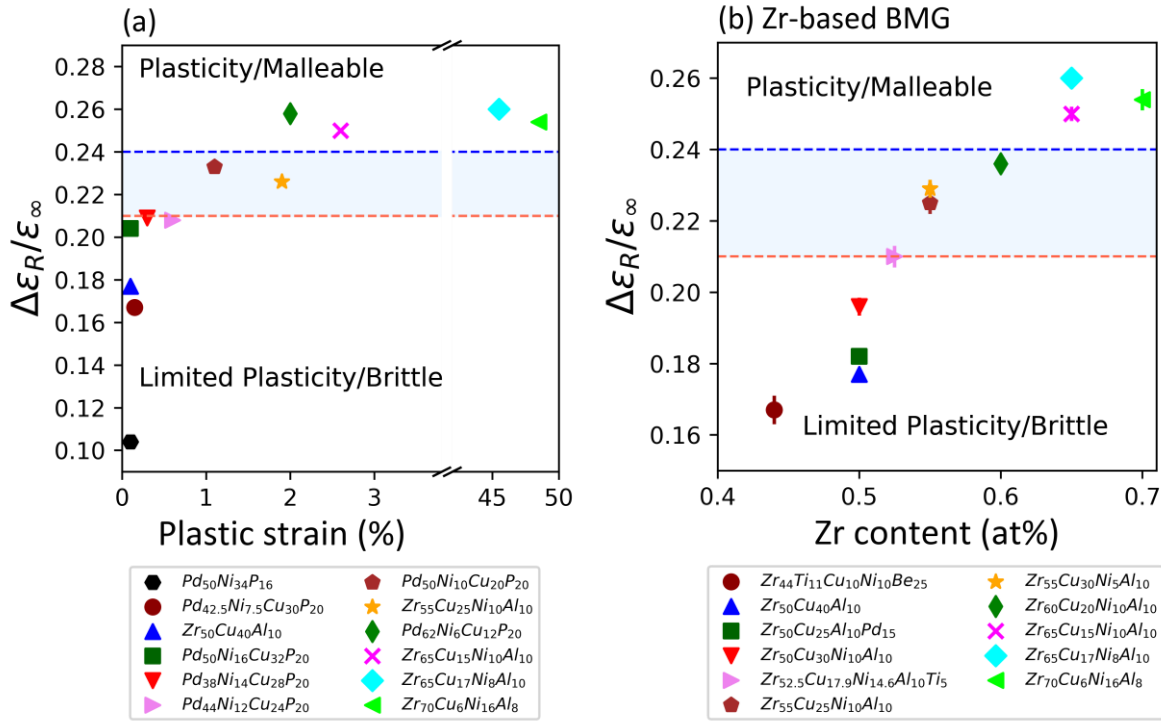 (a)
Plasticity/Malleable
Limited Plasticity/Brittle
0.28
0.26
0.24
0.22
0.20
0.18
0.16
0.14
0.12
0.10
Δε_R/ε_∞
0 1 2 3 45 50
Plastic strain (%)
Pd₅₀Ni₃₄P₁₆
Pd₄₂.₅Ni₇.₅Cu₃₀P₂₀
Zr₅₀Cu₄₀Al₁₀
Pd₅₀Ni₁₆Cu₃₂P₂₀
Pd₃₈Ni₁₄Cu₂₈P₂₀
Pd₄₄Ni₁₂Cu₂₄P₂₀
Pd₅₀Ni₁₀Cu₂₀P₂₀
Zr₅₅Cu₂₅Ni₁₀Al₁₀
Pd₆₂Ni₆Cu₁₂P₂₀
Zr₆₅Cu₁₅Ni₁₀Al₁₀
Zr₆₅Cu₁₇Ni₈Al₁₀
Zr₇₀Cu₆Ni₁₆Al₈
(b) Zr-based BMG
Plasticity/Malleable
Limited Plasticity/Brittle
0.26
0.24
0.22
0.20
0.18
0.16
Δε_R/ε_∞
0.4 0.5 0.6 0.7
Zr content (at%)
Zr₄₄Ti₁₁Cu₁₀Ni₁₀Be₂₅
Zr₅₀Cu₄₀Al₁₀
Zr₅₀Cu₂₅Al₁₀Pd₁₅
Zr₅₀Cu₃₀Ni₁₀Al₁₀
Zr₅₂.₅Cu₁₇.₉Ni₁₄.₆Al₁₀Ti₅
Zr₅₅Cu₂₅Ni₁₀Al₁₀
Zr₅₅Cu₃₀Ni₅Al₁₀
Zr₆₀Cu₂₀Ni₁₀Al₁₀
Zr₆₅Cu₁₅Ni₁₀Al₁₀
Zr₆₅Cu₁₇Ni₈Al₁₀
Zr₇₀Cu₆Ni₁₆Al₈